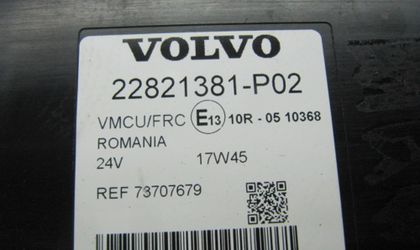 VOLVO
22821381-P02
VMCU/FRC E13 10R - 05 10368
ROMANIA
24V 17W45
REF 73707679